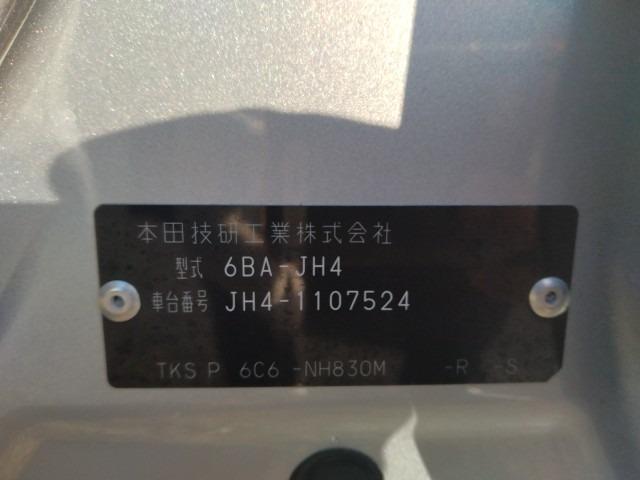 本田技研工業株式会社
型式 6BA-JH4
車台番号 JH4-1107524
TKS P 6C6 -NH830M -R -S